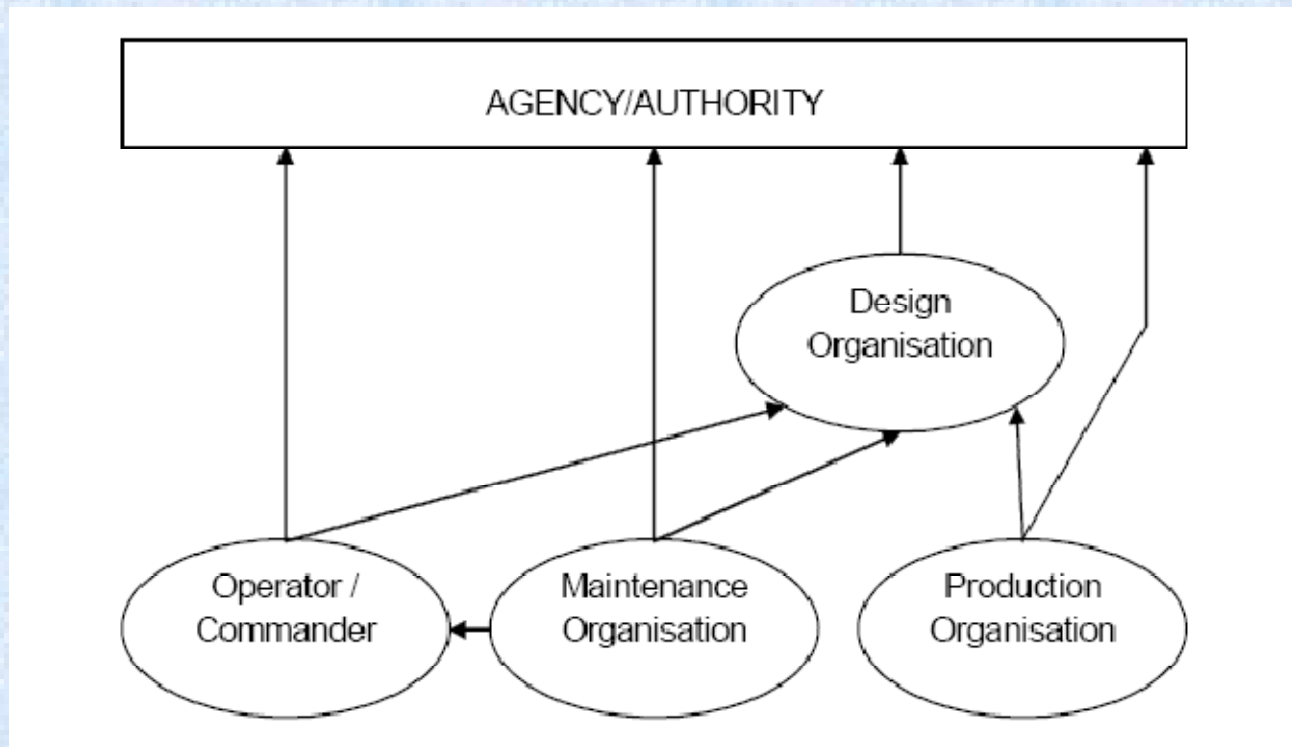 AGENCY/AUTHORITY
Design
Organisation
Operator /
Commander
Maintenance
Organisation
Production
Organisation